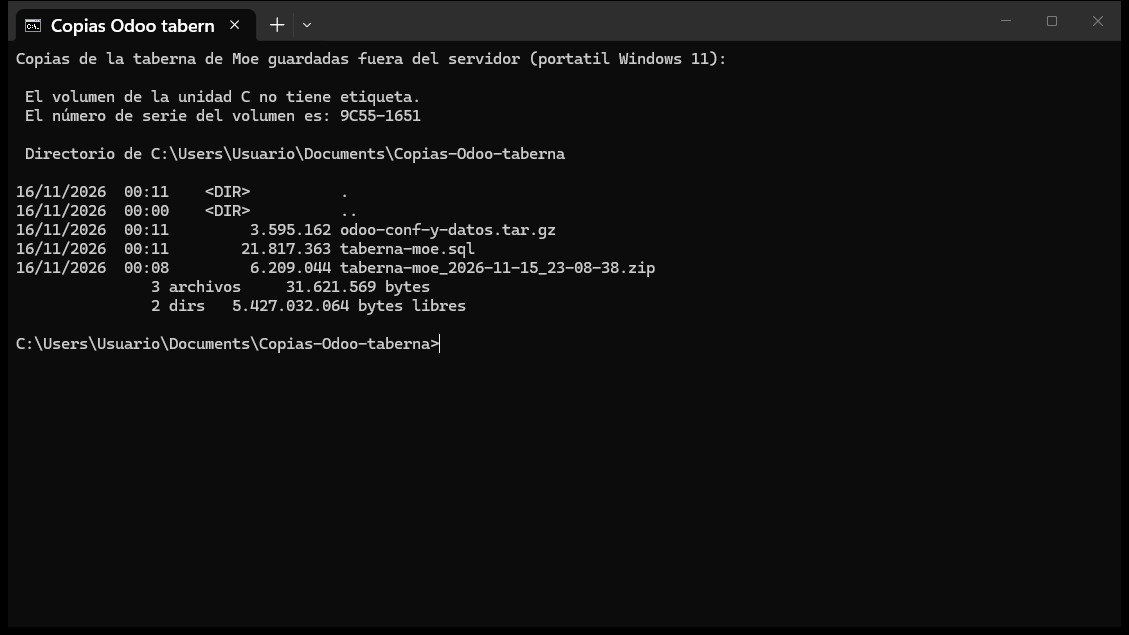 Copias Odoo tabern
Copias de la taberna de Moe guardadas fuera del servidor (portatil Windows 11):
El volumen de la unidad C no tiene etiqueta.
El número de serie del volumen es: 9C55-1651
Directorio de C:\Users\Usuario\Documents\Copias-Odoo-taberna
16/11/2026  00:11    <DIR>          .
16/11/2026  00:00    <DIR>          ..
16/11/2026  00:11         3.595.162 odoo-conf-y-datos.tar.gz
16/11/2026  00:11        21.817.363 taberna-moe.sql
16/11/2026  00:08         6.209.044 taberna-moe_2026-11-15_23-08-38.zip
               3 archivos     31.621.569 bytes
               2 dirs   5.427.032.064 bytes libres
C:\Users\Usuario\Documents\Copias-Odoo-taberna>